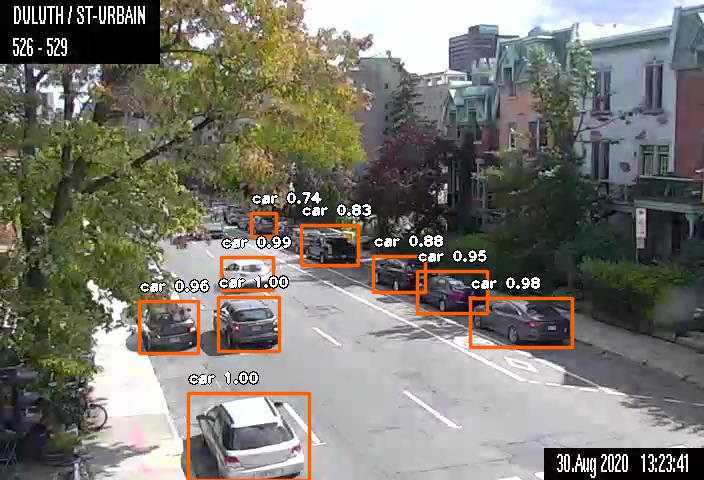 DULUTH / ST-URBAIN
526 - 529
car 0.74
car 0.83
car 0.99
car 0.88
car 0.95
car 0.96
car 1.00
car 0.98
car 1.00
30.Aug 2020 13:23:41